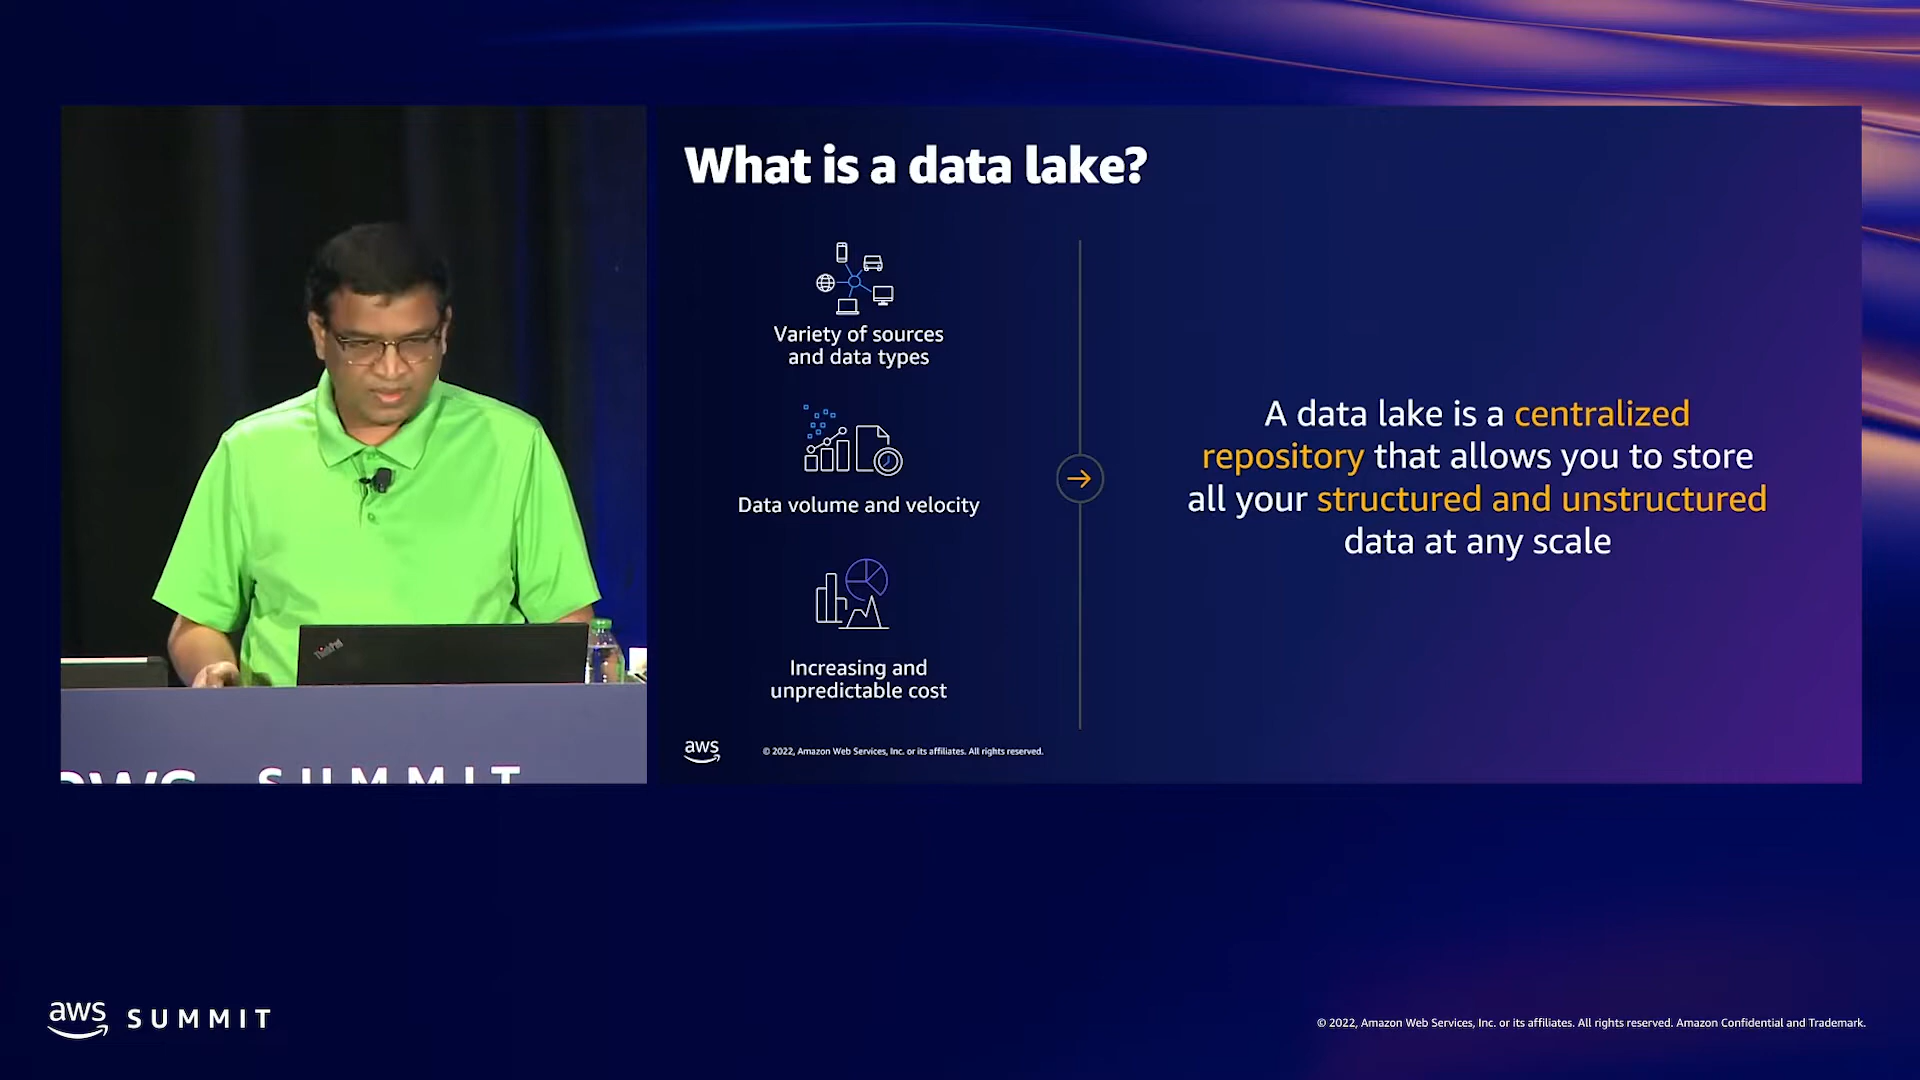 What is a data lake?
Variety of sources
and data types
Data volume and velocity
Increasing and
unpredictable cost
A data lake is a centralized
repository that allows you to store
all your structured and unstructured
data at any scale
aws
© 2022, Amazon Web Services, Inc. or its affiliates. All rights reserved.
ThinkPad
aws SUMMIT
aws SUMMIT
© 2022, Amazon Web Services, Inc. or its affiliates. All rights reserved. Amazon Confidential and Trademark.